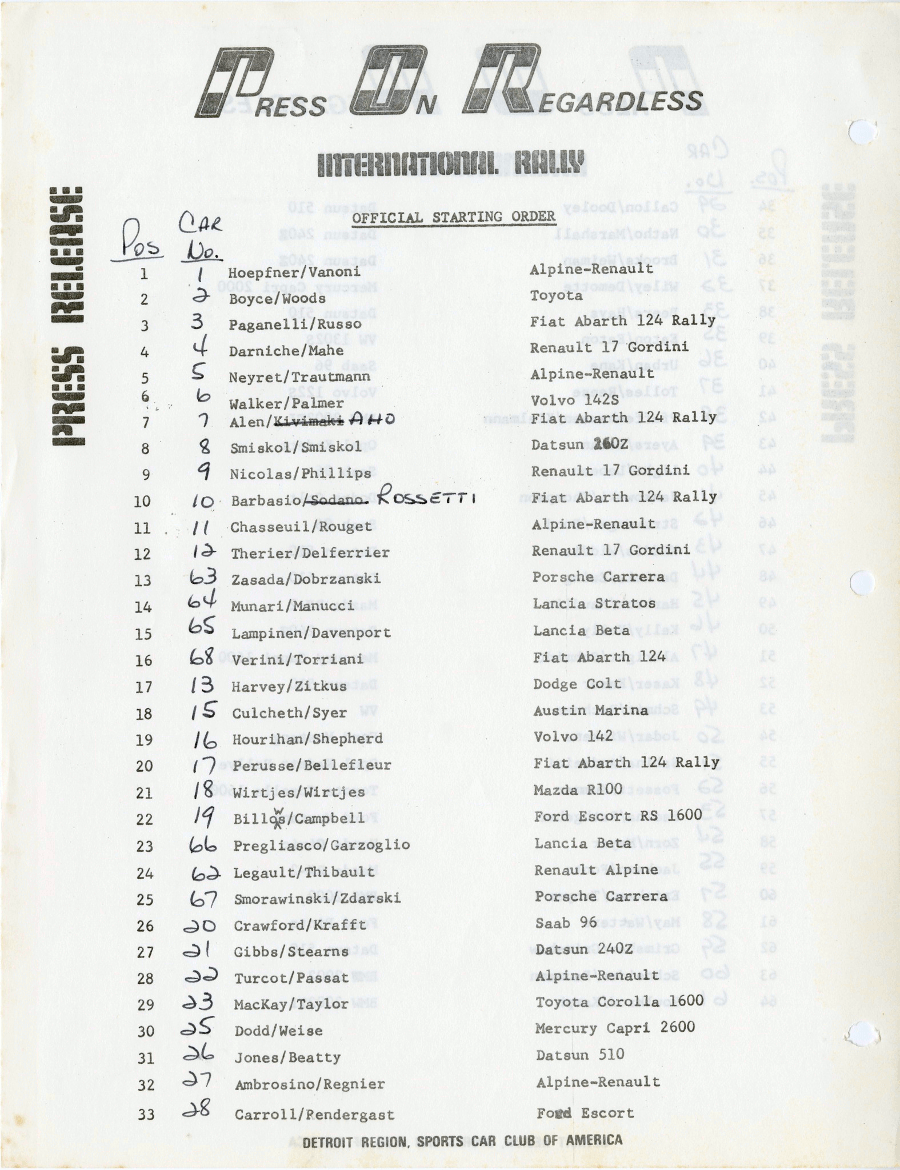 PRESS ON REGARDLESS
INTERNATIONAL RALLY
PRESS RELEASE
OFFICIAL STARTING ORDER
Pos CAR No.
1 1 Hoepfner/Vanoni Alpine-Renault
2 2 Boyce/Woods Toyota
3 3 Paganelli/Russo Fiat Abarth 124 Rally
4 4 Darniche/Mahe Renault 17 Gordini
5 5 Neyret/Trautmann Alpine-Renault
6 6 Walker/Palmer Volvo 142S
7 7 Alen/Kivimaki AHO Fiat Abarth 124 Rally
8 8 Smiskol/Smiskol Datsun 260Z
9 9 Nicolas/Phillips Renault 17 Gordini
10 10 Barbasio/Sodano ROSSETTI Fiat Abarth 124 Rally
11 11 Chasseuil/Rouget Alpine-Renault
12 12 Therier/Delferrier Renault 17 Gordini
13 63 Zasada/Dobrzanski Porsche Carrera
14 64 Munari/Manucci Lancia Stratos
15 65 Lampinen/Davenport Lancia Beta
16 68 Verini/Torriani Fiat Abarth 124
17 13 Harvey/Zitkus Dodge Colt
18 15 Culcheth/Syer Austin Marina
19 16 Hourihan/Shepherd Volvo 142
20 17 Perusse/Bellefleur Fiat Abarth 124 Rally
21 18 Wirtjes/Wirtjes Mazda R100
22 19 Billows/Campbell Ford Escort RS 1600
23 66 Pregliasco/Garzoglio Lancia Beta
24 62 Legault/Thibault Renault Alpine
25 67 Smorawinski/Zdarski Porsche Carrera
26 20 Crawford/Krafft Saab 96
27 21 Gibbs/Stearns Datsun 240Z
28 22 Turcot/Passat Alpine-Renault
29 23 MacKay/Taylor Toyota Corolla 1600
30 25 Dodd/Weise Mercury Capri 2600
31 26 Jones/Beatty Datsun 510
32 27 Ambrosino/Regnier Alpine-Renault
33 28 Carroll/Pendergast Ford Escort
DETROIT REGION, SPORTS CAR CLUB OF AMERICA